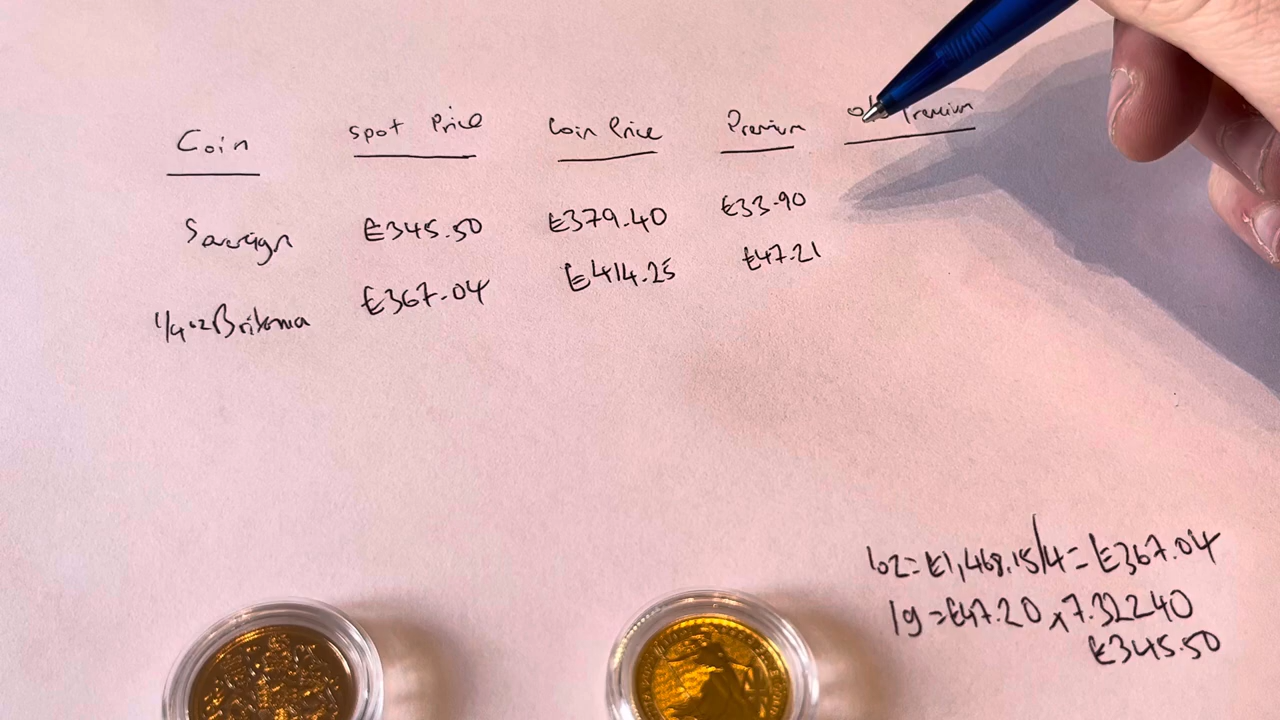 Coin Spot Price Coin Price Premium % Premium
Sovereign £345.50 £379.40 £33.90
1/4oz Britannia £367.04 £414.25 £47.21
1oz = £1,468.15/4 = £367.04
1g = £47.20 x 7.32240
£345.50